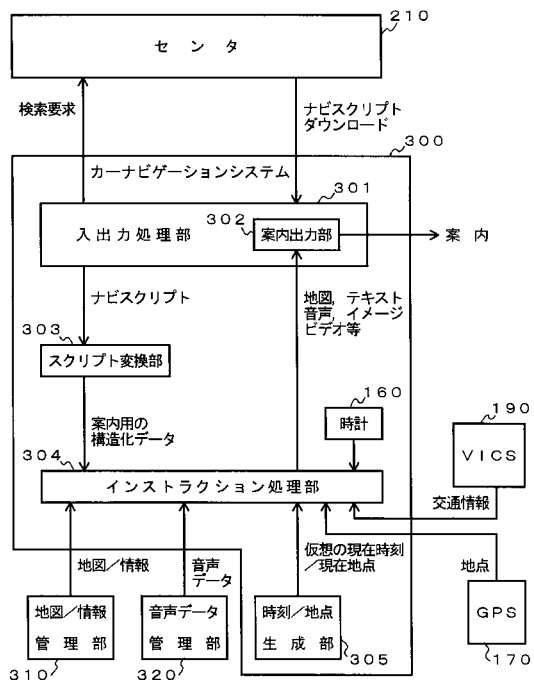 210
センタ
検索要求
ナビスクリプト
ダウンロード
300
カーナビゲーションシステム
301
入出力処理部
302
案内出力部
案内
ナビスクリプト
地図,テキスト
音声,イメージ
ビデオ等
303
スクリプト変換部
案内用の
構造化データ
160
時計
190
VICS
304
インストラクション処理部
交通情報
地図/情報
音声
データ
仮想の現在時刻
/現在地点
地点
地図/情報
管理部
310
音声データ
管理部
320
時刻/地点
生成部
305
GPS
170